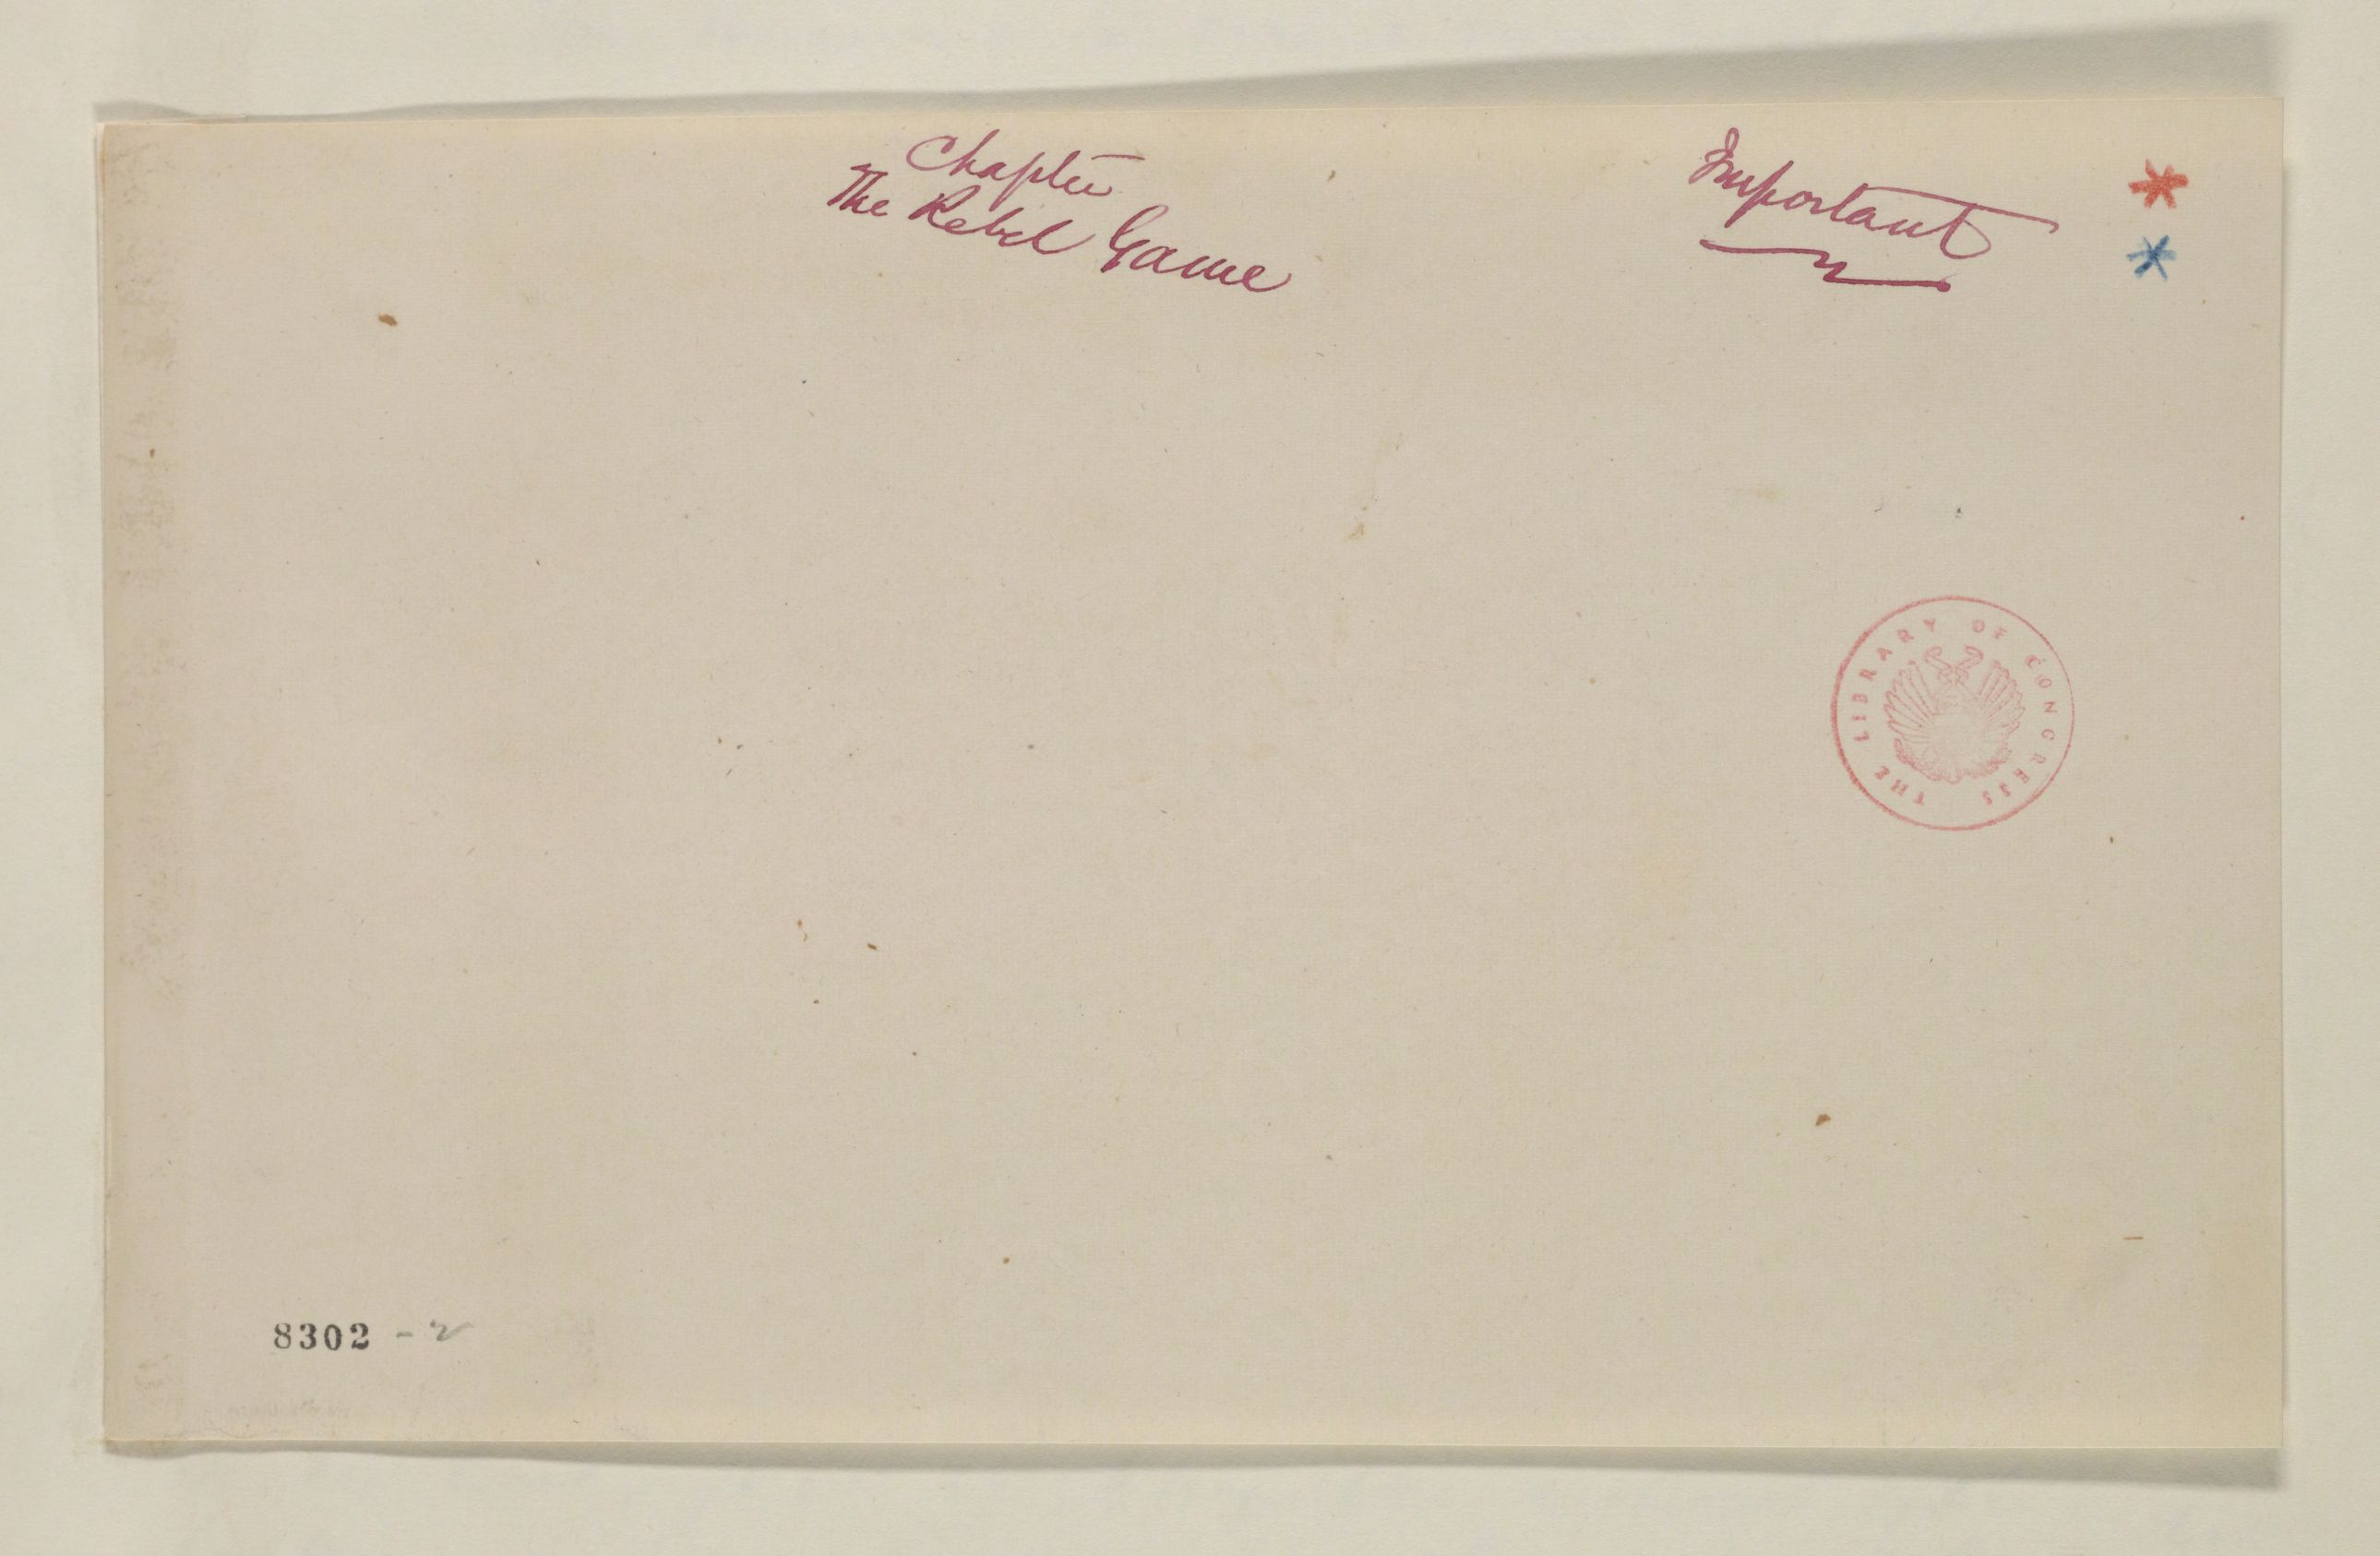 Chapter
The Rebel Game
Important
THE LIBRARY OF CONGRESS
8302 - 2